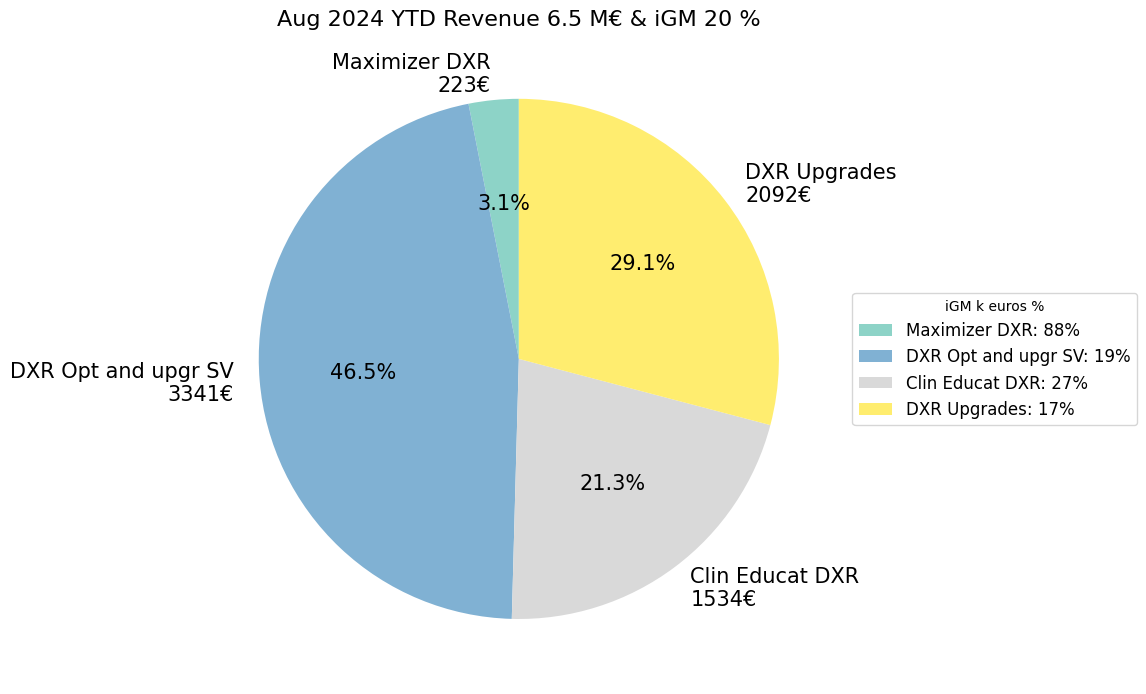 Aug 2024 YTD Revenue 6.5 M€ & iGM 20 %
Maximizer DXR
223€
DXR Upgrades
2092€
3.1%
29.1%
iGM k euros %
Maximizer DXR: 88%
DXR Opt and upgr SV: 19%
Clin Educat DXR: 27%
DXR Upgrades: 17%
DXR Opt and upgr SV
3341€
46.5%
21.3%
Clin Educat DXR
1534€